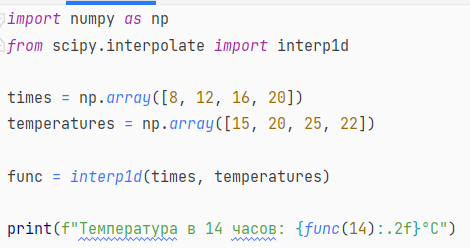 import numpy as np
from scipy.interpolate import interp1d
times = np.array([8, 12, 16, 20])
temperatures = np.array([15, 20, 25, 22])
func = interp1d(times, temperatures)
print(f"Температура в 14 часов: {func(14):.2f}°C")